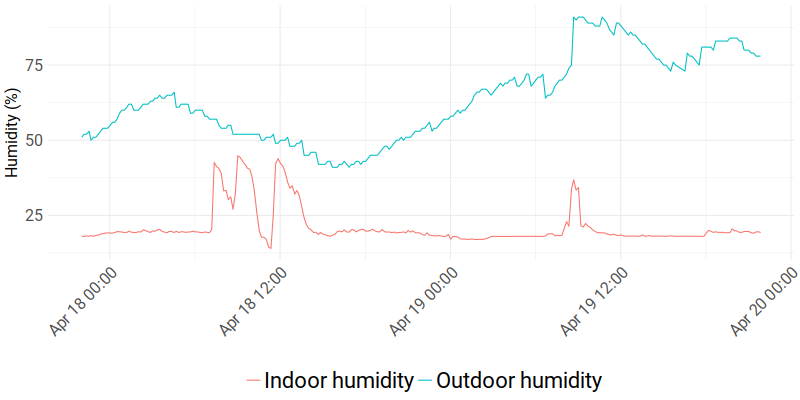 Humidity (%)
75
50
25
Apr 18 00:00
Apr 18 12:00
Apr 19 00:00
Apr 19 12:00
Apr 20 00:00
Indoor humidity
Outdoor humidity